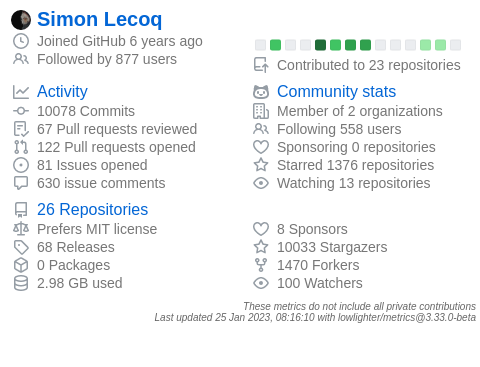 Simon Lecoq
Joined GitHub 6 years ago
Followed by 877 users
Contributed to 23 repositories
Activity
10078 Commits
67 Pull requests reviewed
122 Pull requests opened
81 Issues opened
630 issue comments
Community stats
Member of 2 organizations
Following 558 users
Sponsoring 0 repositories
Starred 1376 repositories
Watching 13 repositories
26 Repositories
Prefers MIT license
68 Releases
0 Packages
2.98 GB used
8 Sponsors
10033 Stargazers
1470 Forkers
100 Watchers
These metrics do not include all private contributions
Last updated 25 Jan 2023, 08:16:10 with lowlighter/metrics@3.33.0-beta